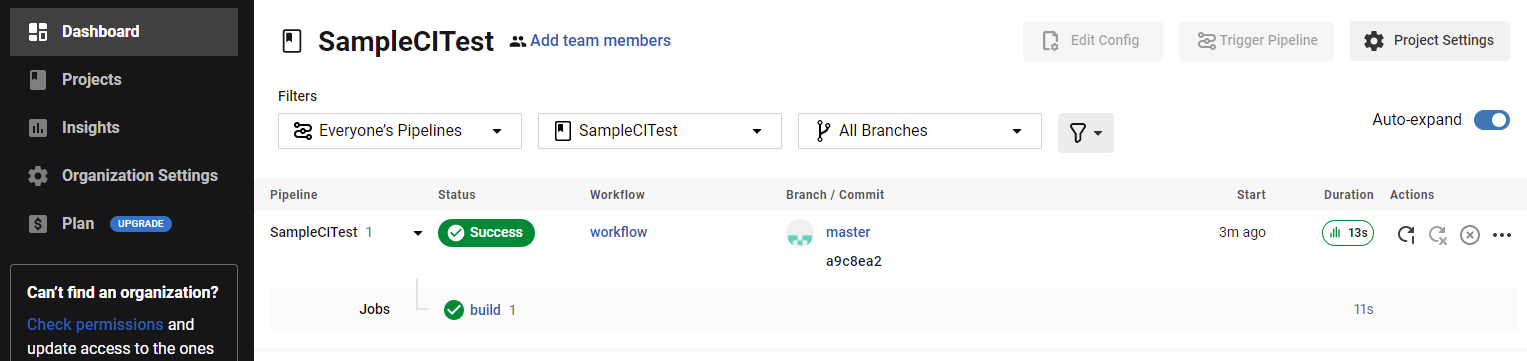 Dashboard
Projects
Insights
Organization Settings
Plan UPGRADE
Can't find an organization?
Check permissions and
update access to the ones
SampleCITest Add team members
Edit Config Trigger Pipeline Project Settings
Filters
Everyone's Pipelines SampleCITest All Branches Auto-expand
Pipeline Status Workflow Branch / Commit Start Duration Actions
SampleCITest 1 Success workflow master 3m ago 13s
a9c8ea2
Jobs build 1 11s